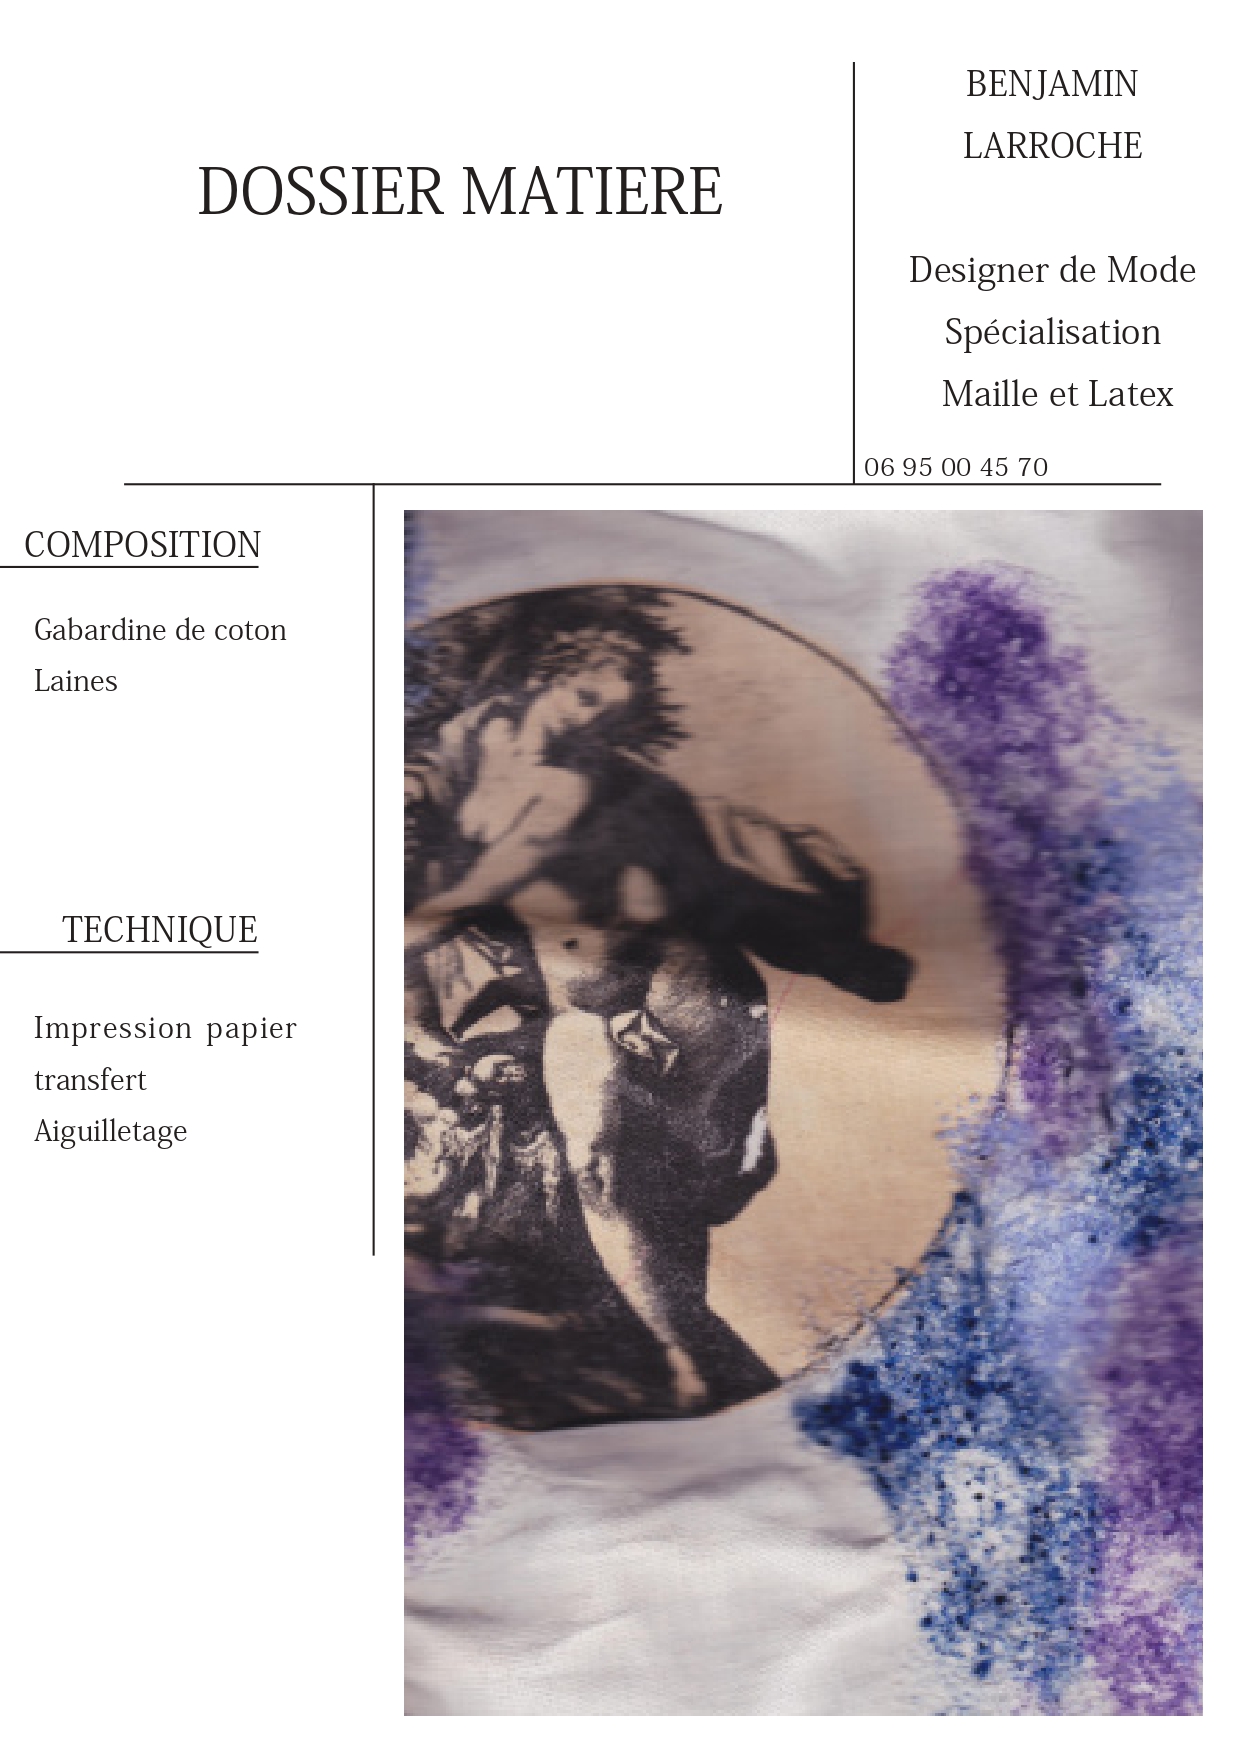 DOSSIER MATIERE
BENJAMIN
LARROCHE
Designer de Mode
Spécialisation
Maille et Latex
06 95 00 45 70
COMPOSITION
Gabardine de coton
Laines
TECHNIQUE
Impression papier
transfert
Aiguilletage